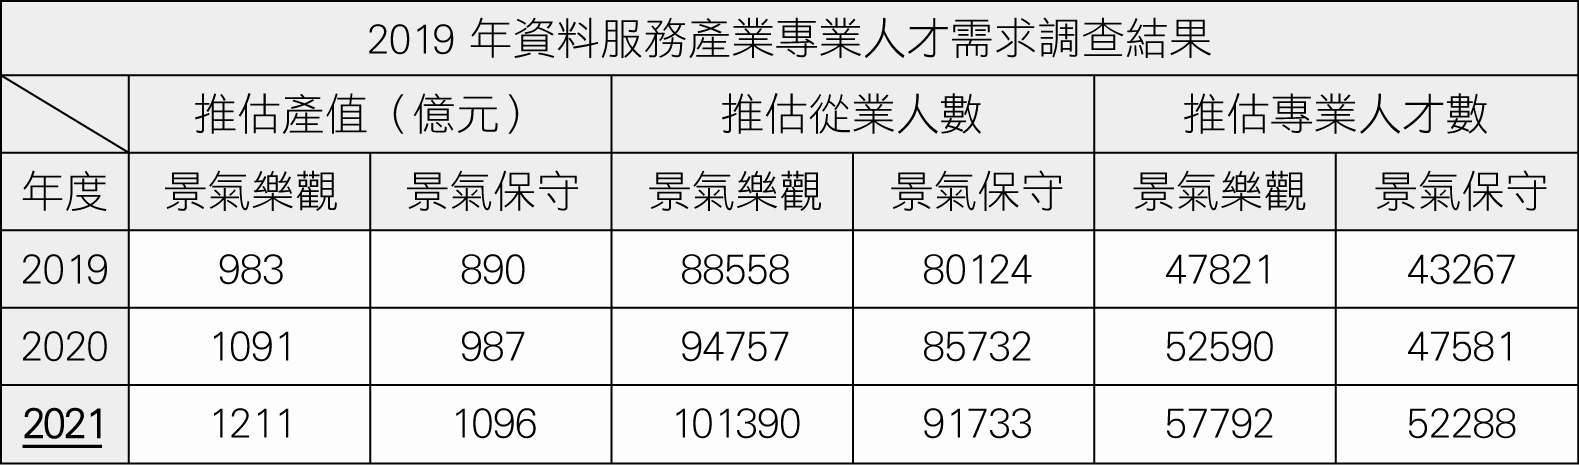 2019 年資料服務產業專業人才需求調查結果
推估產值（億元） 推估從業人數 推估專業人才數
年度 景氣樂觀 景氣保守 景氣樂觀 景氣保守 景氣樂觀 景氣保守
2019 983 890 88558 80124 47821 43267
2020 1091 987 94757 85732 52590 47581
2021 1211 1096 101390 91733 57792 52288